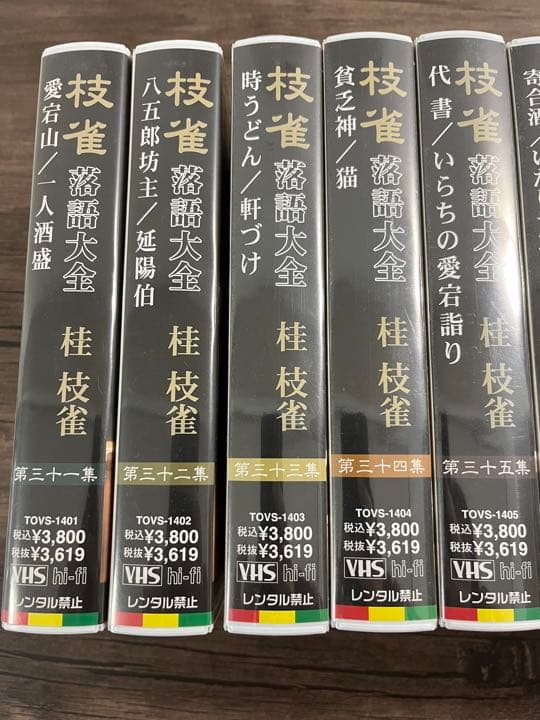 枝雀 落語大全
愛宕山/一人酒盛
桂 枝雀
第三十一集
TOVS-1401
税込¥3,800
税抜¥3,619
VHS hi-fi
レンタル禁止
枝雀 落語大全
八五郎坊主/延陽伯
桂 枝雀
第三十二集
TOVS-1402
税込¥3,800
税抜¥3,619
VHS hi-fi
レンタル禁止
枝雀 落語大全
時うどん/軒づけ
桂 枝雀
第三十三集
TOVS-1403
税込¥3,800
税抜¥3,619
VHS hi-fi
レンタル禁止
枝雀 落語大全
貧乏神/猫
桂 枝雀
第三十四集
TOVS-1404
税込¥3,800
税抜¥3,619
VHS hi-fi
レンタル禁止
枝雀 落語大全
代書/いらちの愛宕詣り
桂 枝雀
第三十五集
TOVS-1405
税込¥3,800
税抜¥3,619
VHS hi-fi
レンタル禁止
寄合酒/